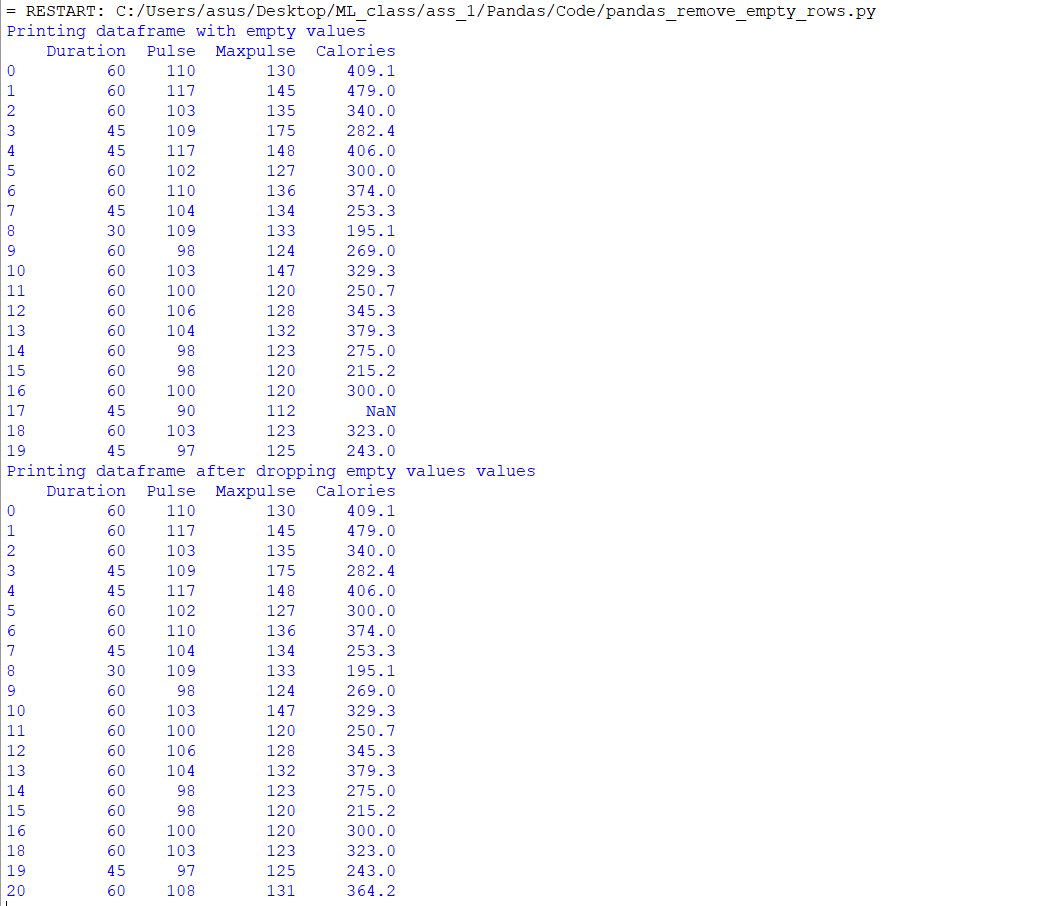 = RESTART: C:/Users/asus/Desktop/ML_class/ass_1/Pandas/Code/pandas_remove_empty_rows.py
Printing dataframe with empty values
    Duration  Pulse  Maxpulse  Calories
0         60    110       130     409.1
1         60    117       145     479.0
2         60    103       135     340.0
3         45    109       175     282.4
4         45    117       148     406.0
5         60    102       127     300.0
6         60    110       136     374.0
7         45    104       134     253.3
8         30    109       133     195.1
9         60     98       124     269.0
10        60    103       147     329.3
11        60    100       120     250.7
12        60    106       128     345.3
13        60    104       132     379.3
14        60     98       123     275.0
15        60     98       120     215.2
16        60    100       120     300.0
17        45     90       112       NaN
18        60    103       123     323.0
19        45     97       125     243.0
Printing dataframe after dropping empty values values
    Duration  Pulse  Maxpulse  Calories
0         60    110       130     409.1
1         60    117       145     479.0
2         60    103       135     340.0
3         45    109       175     282.4
4         45    117       148     406.0
5         60    102       127     300.0
6         60    110       136     374.0
7         45    104       134     253.3
8         30    109       133     195.1
9         60     98       124     269.0
10        60    103       147     329.3
11        60    100       120     250.7
12        60    106       128     345.3
13        60    104       132     379.3
14        60     98       123     275.0
15        60     98       120     215.2
16        60    100       120     300.0
18        60    103       123     323.0
19        45     97       125     243.0
20        60    108       131     364.2